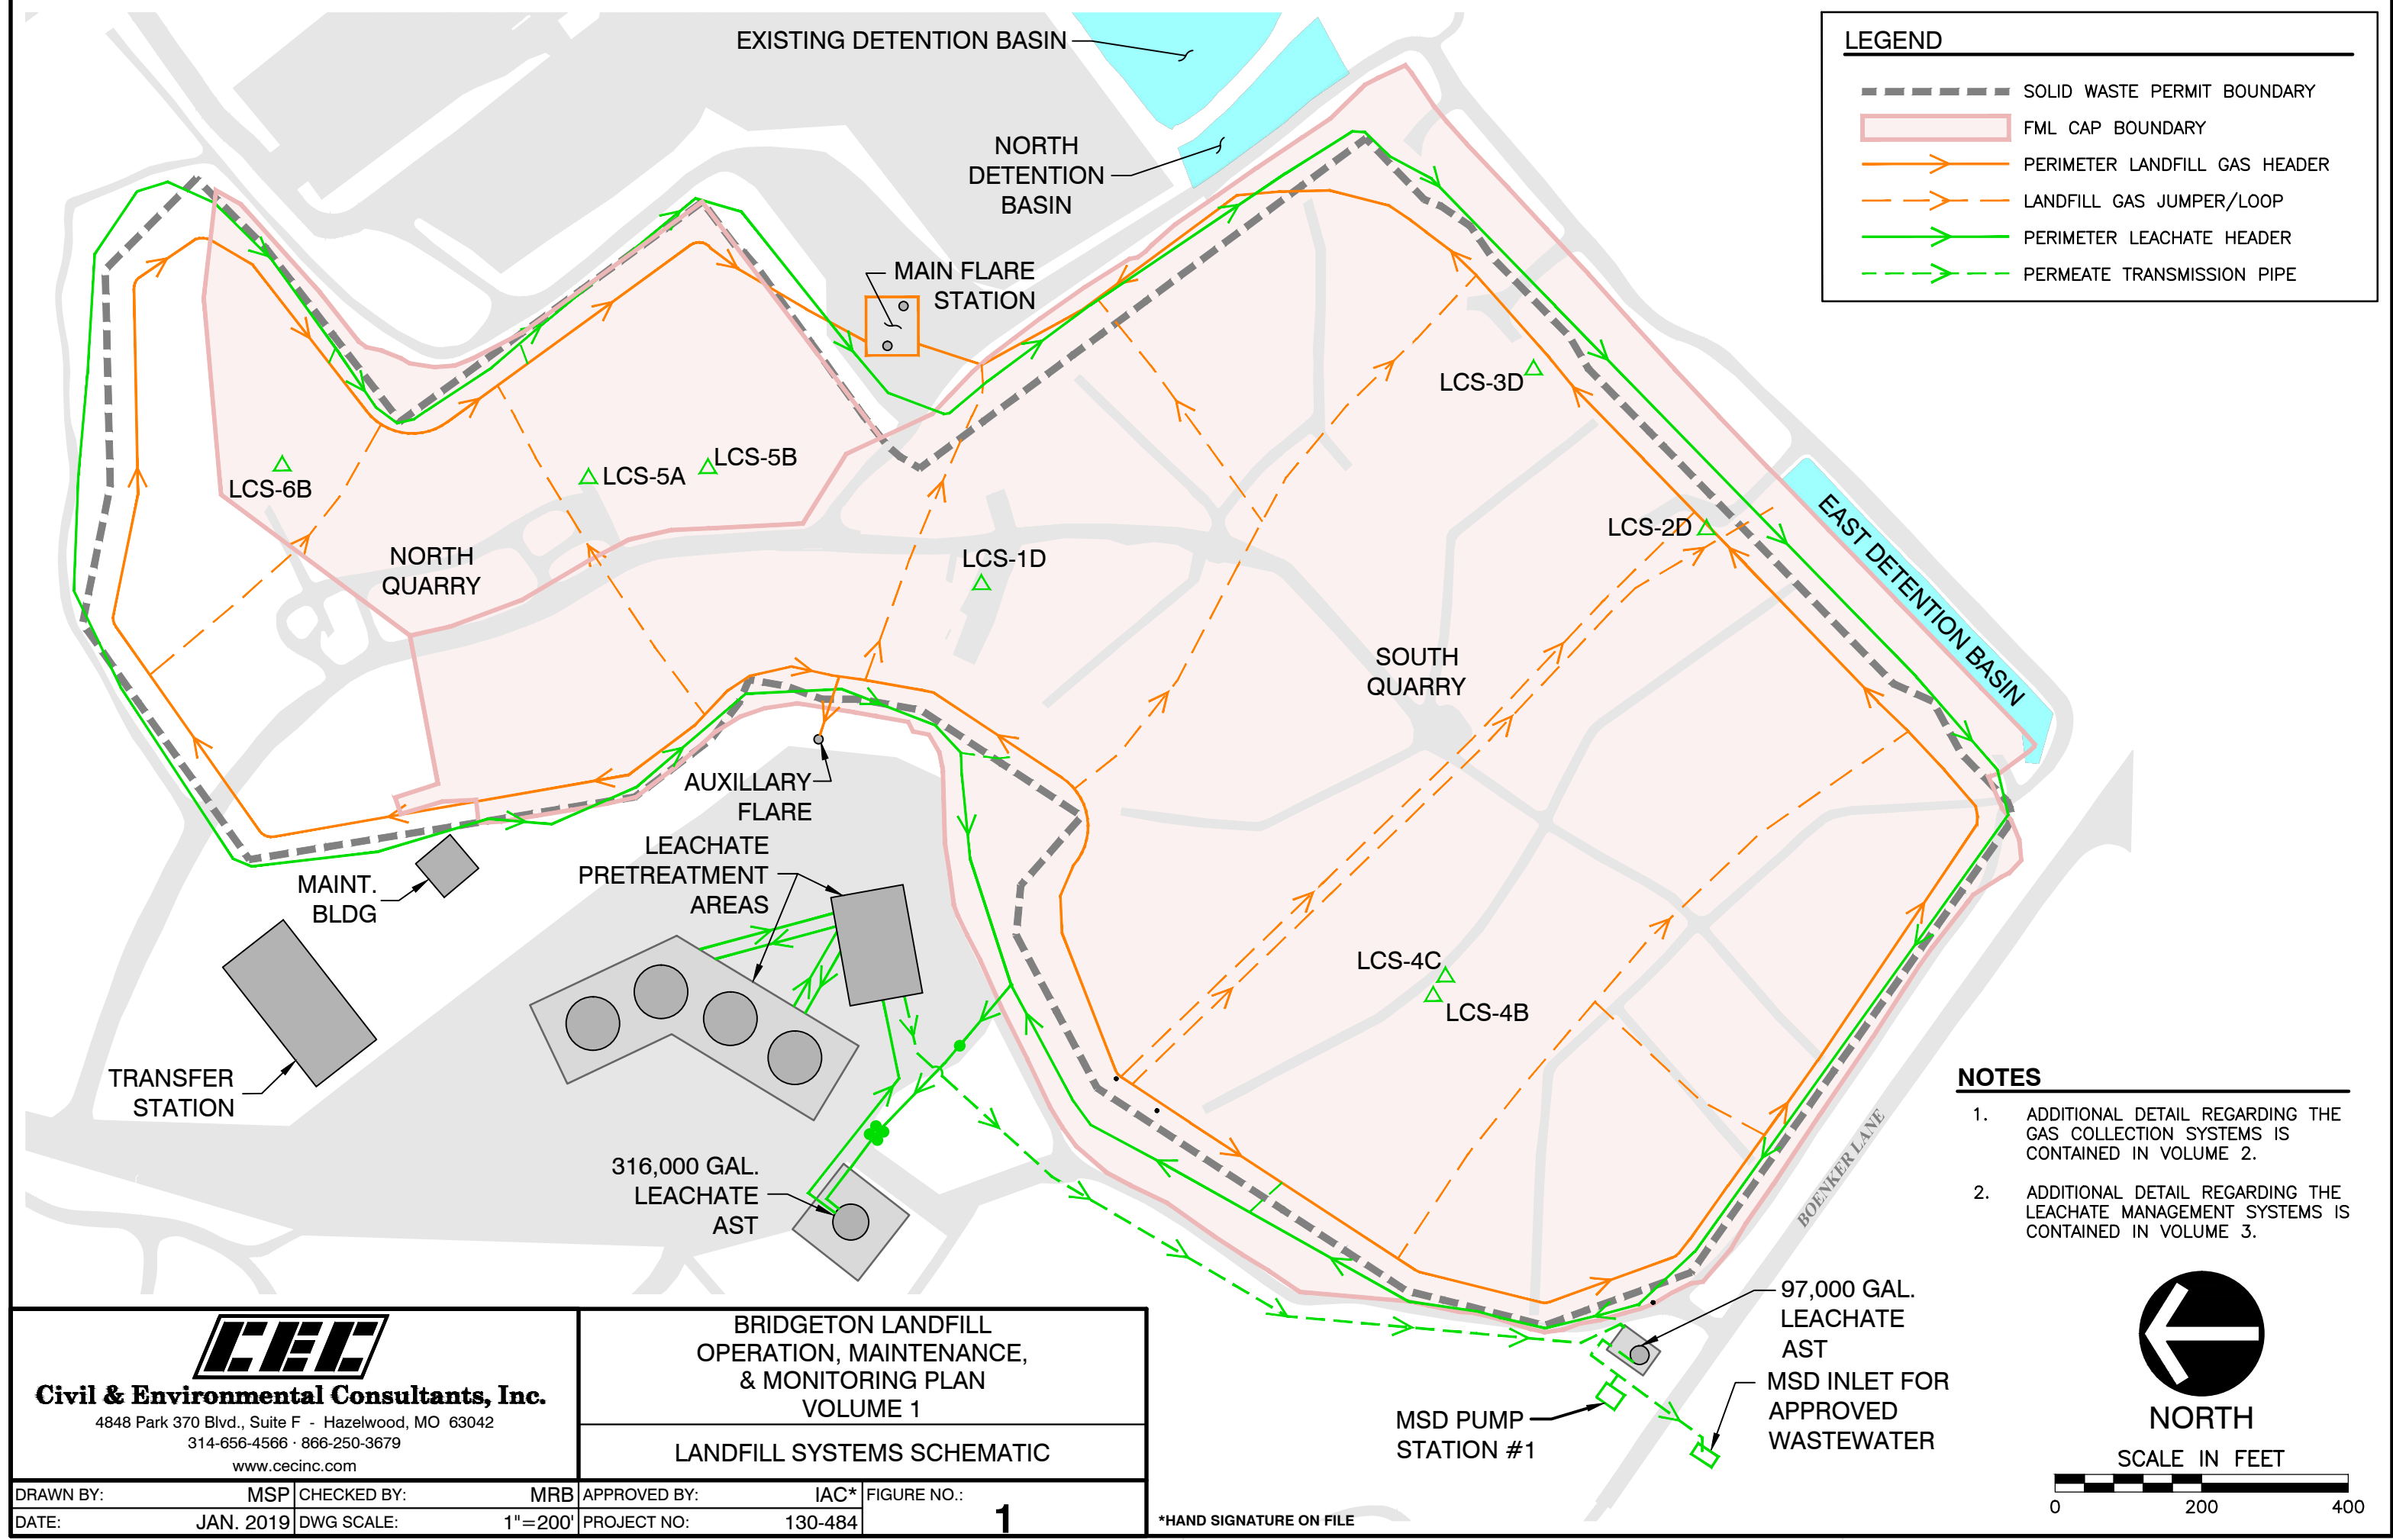 EXISTING DETENTION BASIN
NORTH
DETENTION
BASIN
MAIN FLARE
STATION
LEGEND
SOLID WASTE PERMIT BOUNDARY
FML CAP BOUNDARY
PERIMETER LANDFILL GAS HEADER
LANDFILL GAS JUMPER/LOOP
PERIMETER LEACHATE HEADER
PERMEATE TRANSMISSION PIPE
LCS-3D
LCS-6B
LCS-5A
LCS-5B
LCS-2D
LCS-1D
NORTH
QUARRY
EAST DETENTION BASIN
SOUTH
QUARRY
AUXILLARY
FLARE
LEACHATE
PRETREATMENT
AREAS
MAINT.
BLDG
LCS-4C
LCS-4B
TRANSFER
STATION
316,000 GAL.
LEACHATE
AST
BOENKER LANE
NOTES
1. ADDITIONAL DETAIL REGARDING THE
GAS COLLECTION SYSTEMS IS
CONTAINED IN VOLUME 2.
2. ADDITIONAL DETAIL REGARDING THE
LEACHATE MANAGEMENT SYSTEMS IS
CONTAINED IN VOLUME 3.
97,000 GAL.
LEACHATE
AST
MSD INLET FOR
APPROVED
WASTEWATER
MSD PUMP
STATION #1
NORTH
SCALE IN FEET
0 200 400
CEC
Civil & Environmental Consultants, Inc.
4848 Park 370 Blvd., Suite F - Hazelwood, MO 63042
314-656-4566 · 866-250-3679
www.cecinc.com
BRIDGETON LANDFILL
OPERATION, MAINTENANCE,
& MONITORING PLAN
VOLUME 1
LANDFILL SYSTEMS SCHEMATIC
DRAWN BY: MSP CHECKED BY: MRB APPROVED BY: IAC* FIGURE NO.:
DATE: JAN. 2019 DWG SCALE: 1"=200' PROJECT NO: 130-484 1
*HAND SIGNATURE ON FILE